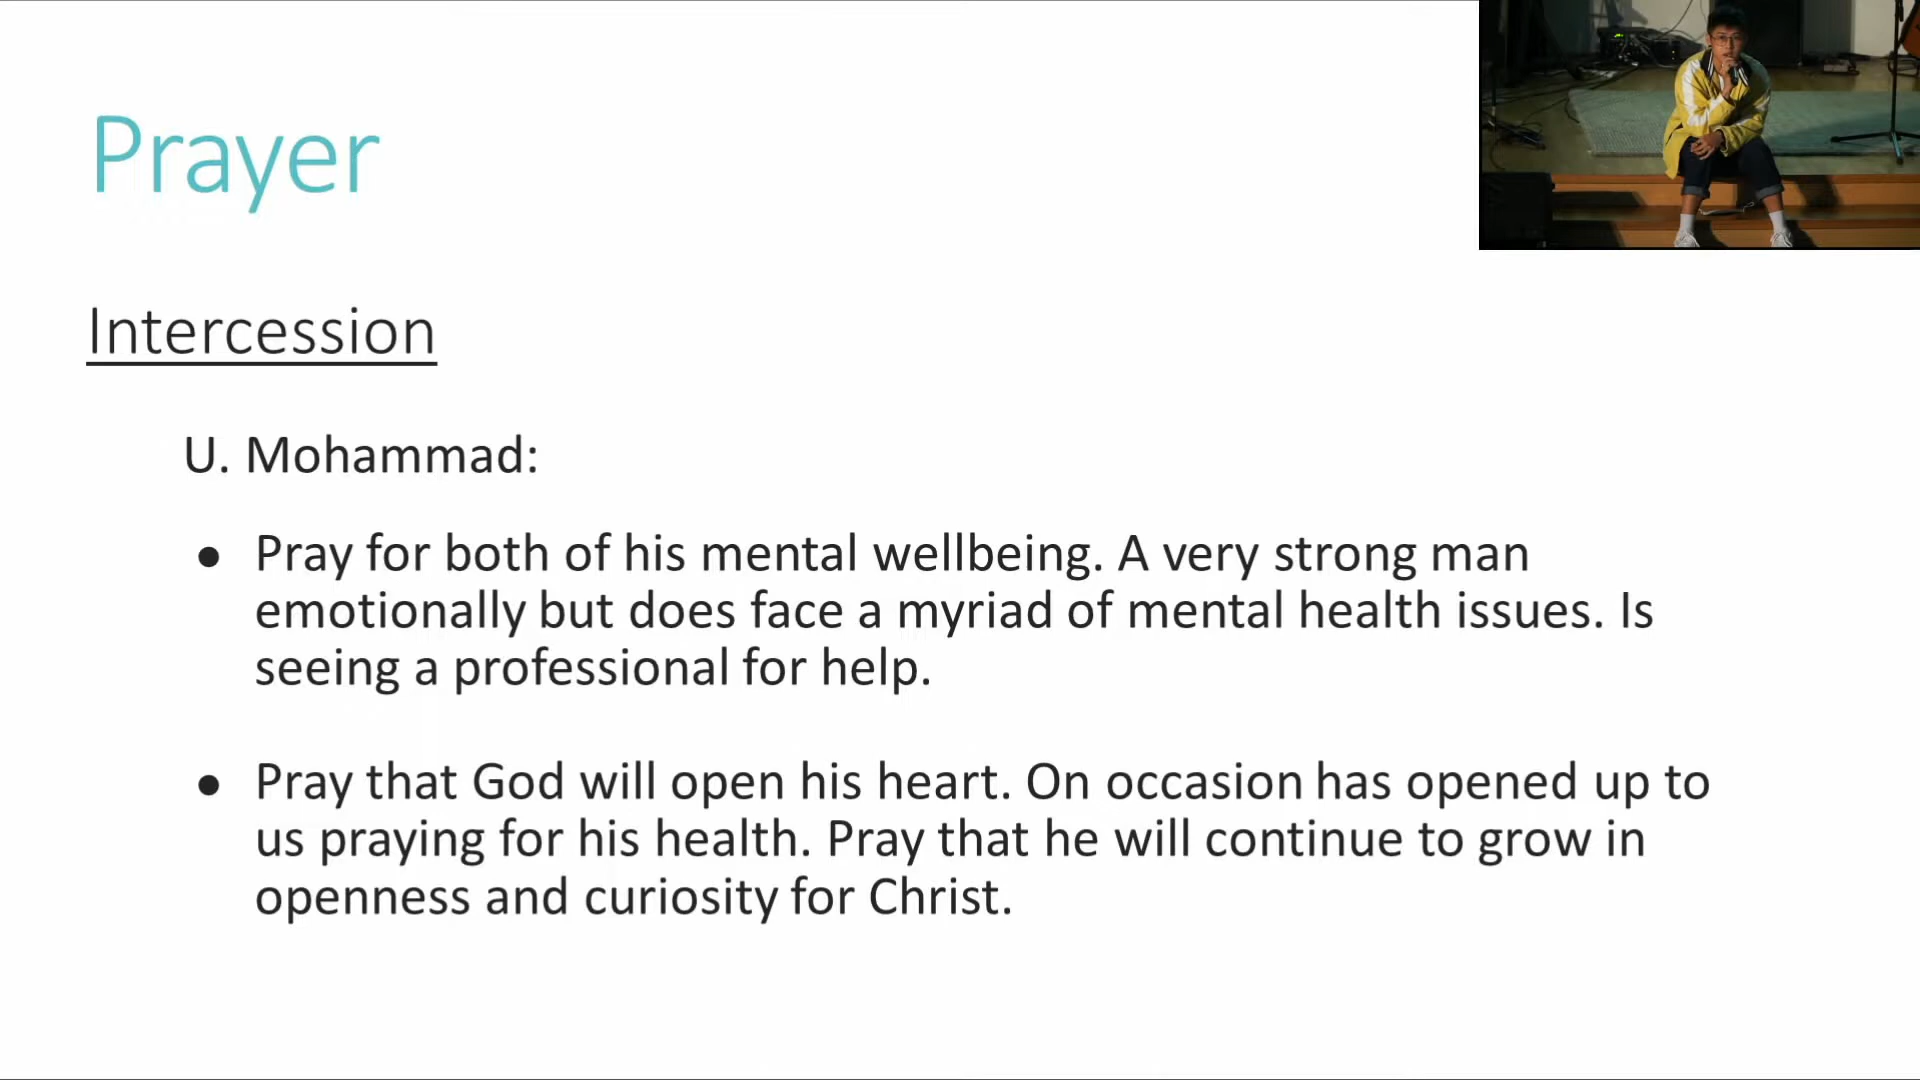 Prayer
Intercession
U. Mohammad:
● Pray for both of his mental wellbeing. A very strong man
emotionally but does face a myriad of mental health issues. Is
seeing a professional for help.
● Pray that God will open his heart. On occasion has opened up to
us praying for his health. Pray that he will continue to grow in
openness and curiosity for Christ.